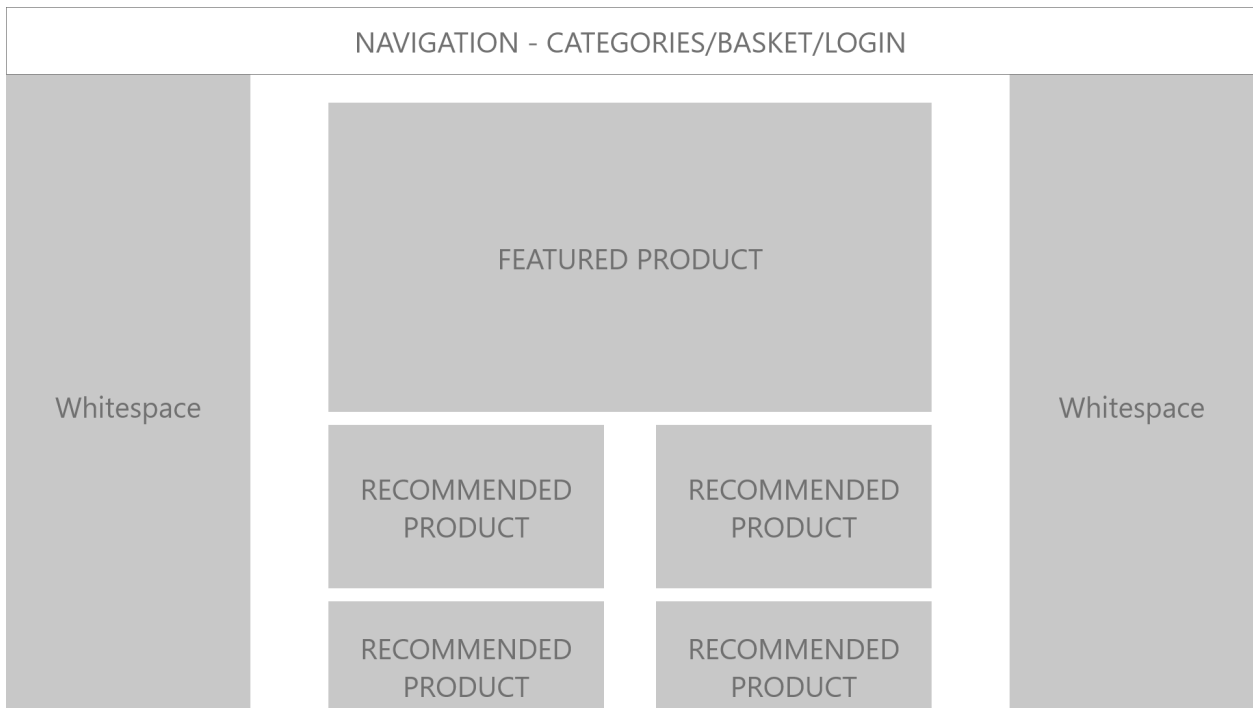 NAVIGATION - CATEGORIES/BASKET/LOGIN
FEATURED PRODUCT
Whitespace
Whitespace
RECOMMENDED
PRODUCT
RECOMMENDED
PRODUCT
RECOMMENDED
PRODUCT
RECOMMENDED
PRODUCT